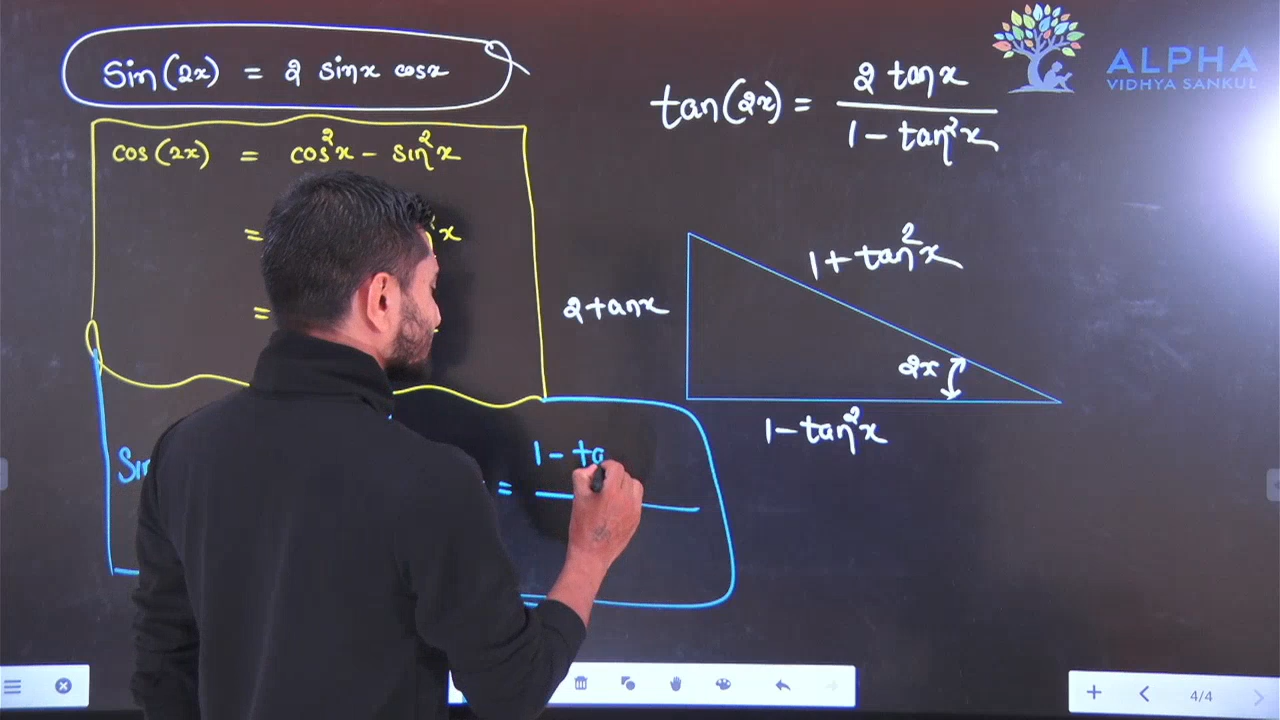 Sin(2x) = 2 sinx cosx
cos(2x) = cos²x - sin²x
=
=
tan(2x) = 2 tanx / 1 - tan²x
ALPHA
VIDHYA SANKUL
1 + tan²x
2tanx
2x
1 - tan²x
= 1 - ta
4/4